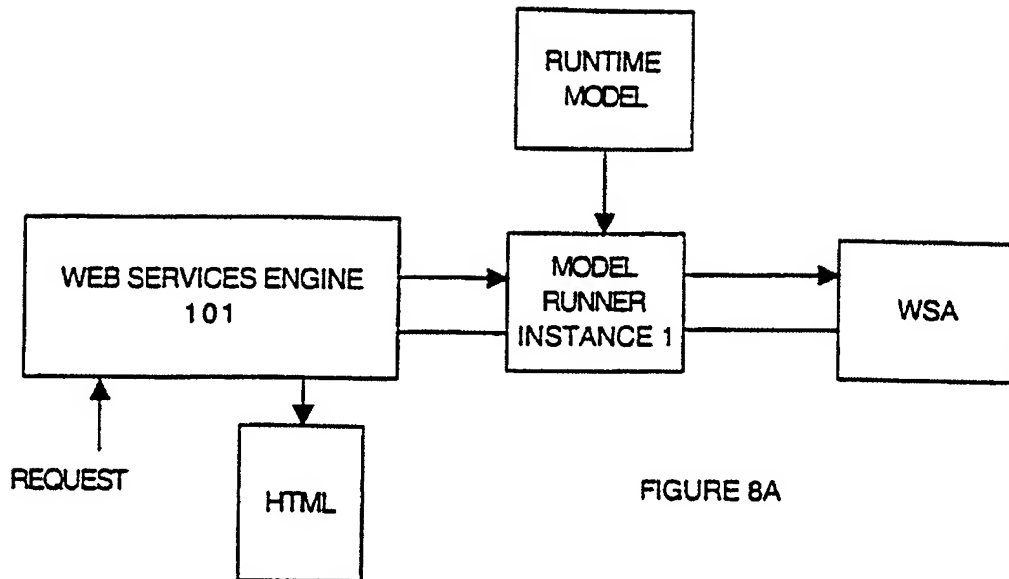 RUNTIME
MODEL
WEB SERVICES ENGINE
101
MODEL
RUNNER
INSTANCE 1
WSA
REQUEST
HTML
FIGURE 8A